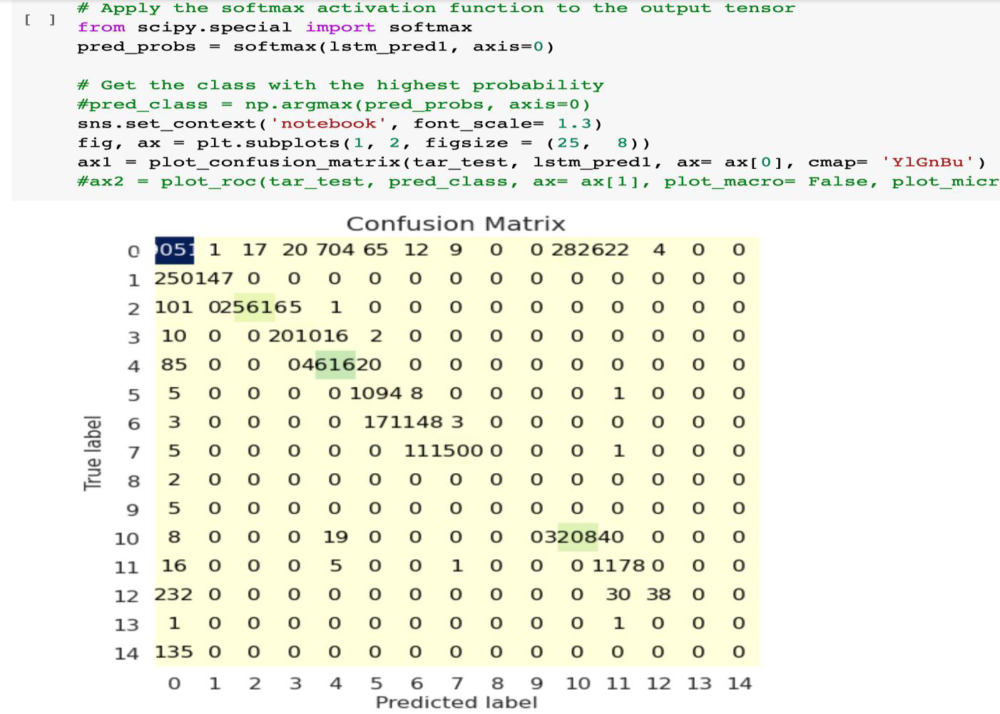 # Apply the softmax activation function to the output tensor
[ ] from scipy.special import softmax
pred_probs = softmax(lstm_pred1, axis=0)
# Get the class with the highest probability
#pred_class = np.argmax(pred_probs, axis=0)
sns.set_context('notebook', font_scale= 1.3)
fig, ax = plt.subplots(1, 2, figsize = (25,  8))
ax1 = plot_confusion_matrix(tar_test, lstm_pred1, ax= ax[0], cmap= 'YlGnBu')
#ax2 = plot_roc(tar_test, pred_class, ax= ax[1], plot_macro= False, plot_micr
Confusion Matrix
0 051 1 17 20 704 65 12 9 0 0 282622 4 0 0
1 250147 0 0 0 0 0 0 0 0 0 0 0 0 0
2 101 0256165 1 0 0 0 0 0 0 0 0 0 0
3 10 0 0 201016 2 0 0 0 0 0 0 0 0 0
4 85 0 0 0461620 0 0 0 0 0 0 0 0 0
5 5 0 0 0 0 1094 8 0 0 0 0 1 0 0 0
6 3 0 0 0 0 171148 3 0 0 0 0 0 0 0
7 5 0 0 0 0 0 111500 0 0 0 1 0 0 0
8 2 0 0 0 0 0 0 0 0 0 0 0 0 0 0
9 5 0 0 0 0 0 0 0 0 0 0 0 0 0 0
10 8 0 0 0 19 0 0 0 0 0320840 0 0 0
11 16 0 0 0 5 0 0 1 0 0 0 1178 0 0 0
12 232 0 0 0 0 0 0 0 0 0 0 30 38 0 0
13 1 0 0 0 0 0 0 0 0 0 0 1 0 0 0
14 135 0 0 0 0 0 0 0 0 0 0 0 0 0 0
True label
0 1 2 3 4 5 6 7 8 9 10 11 12 13 14
Predicted label